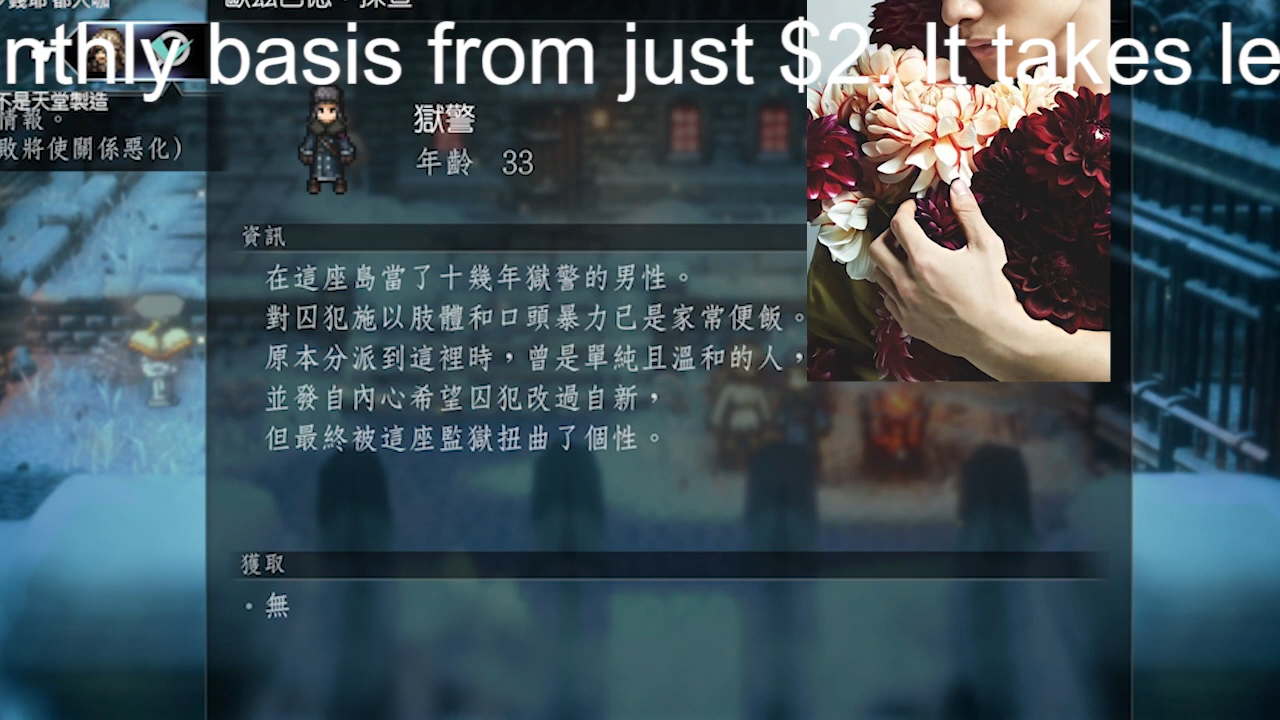 nthly basis from just $2. It takes le
不是天堂製造
情報。
敗將使關係惡化)
獄警
年齡 33
資訊
在這座島當了十幾年獄警的男性。
對囚犯施以肢體和口頭暴力已是家常便飯。
原本分派到這裡時，曾是單純且溫和的人，
並發自內心希望囚犯改過自新，
但最終被這座監獄扭曲了個性。
獲取
・無